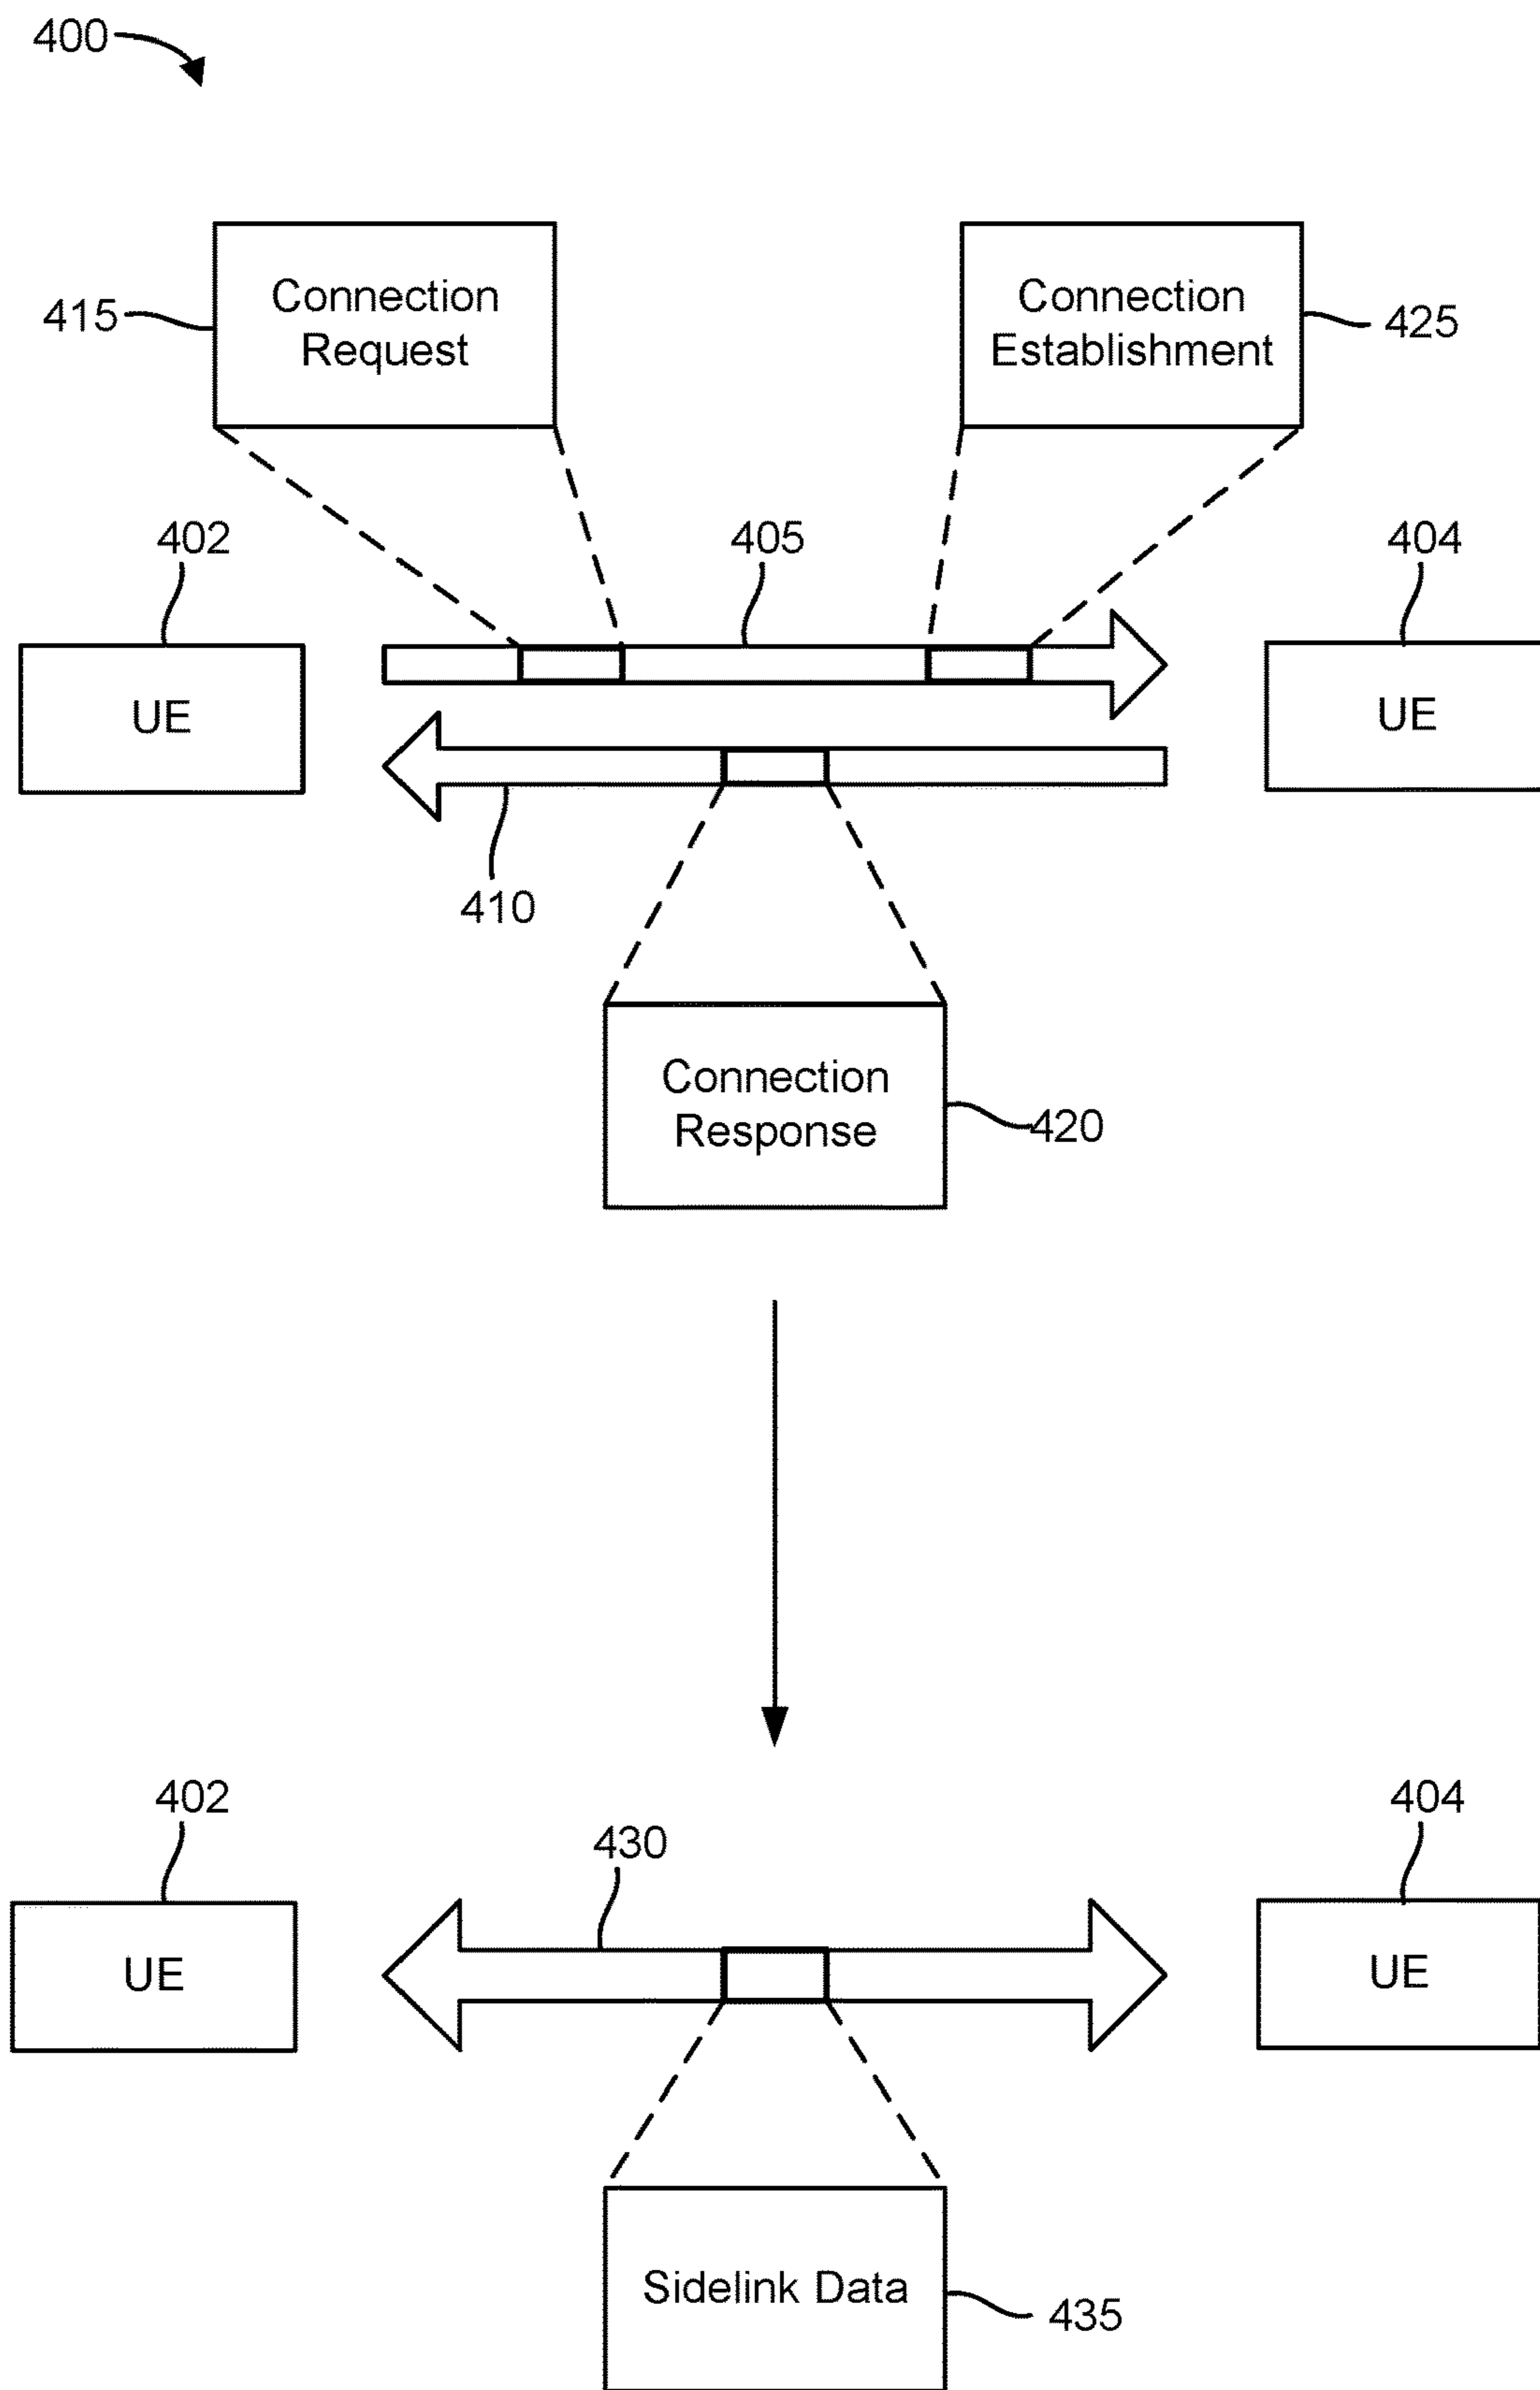 400
Connection
Request
415
Connection
Establishment
425
402
405
404
UE
UE
410
Connection
Response
420
402
404
430
UE
UE
Sidelink Data
435